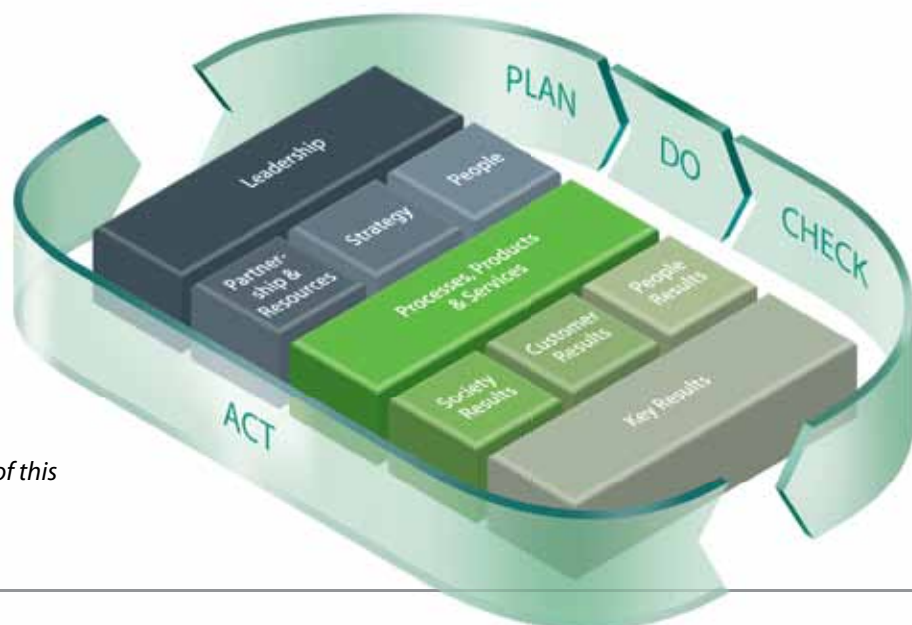 PLAN
DO
CHECK
ACT
Leadership
People
Strategy
Partner-
ship &
Resources
Processes, Products
& Services
People
Results
Customer
Results
Society
Results
Key Results
of this